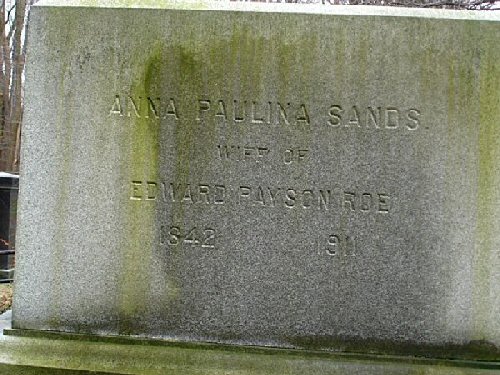 ANNA PAULINA SANDS
WIFE OF
EDWARD PAYSON ROE
1842 1911